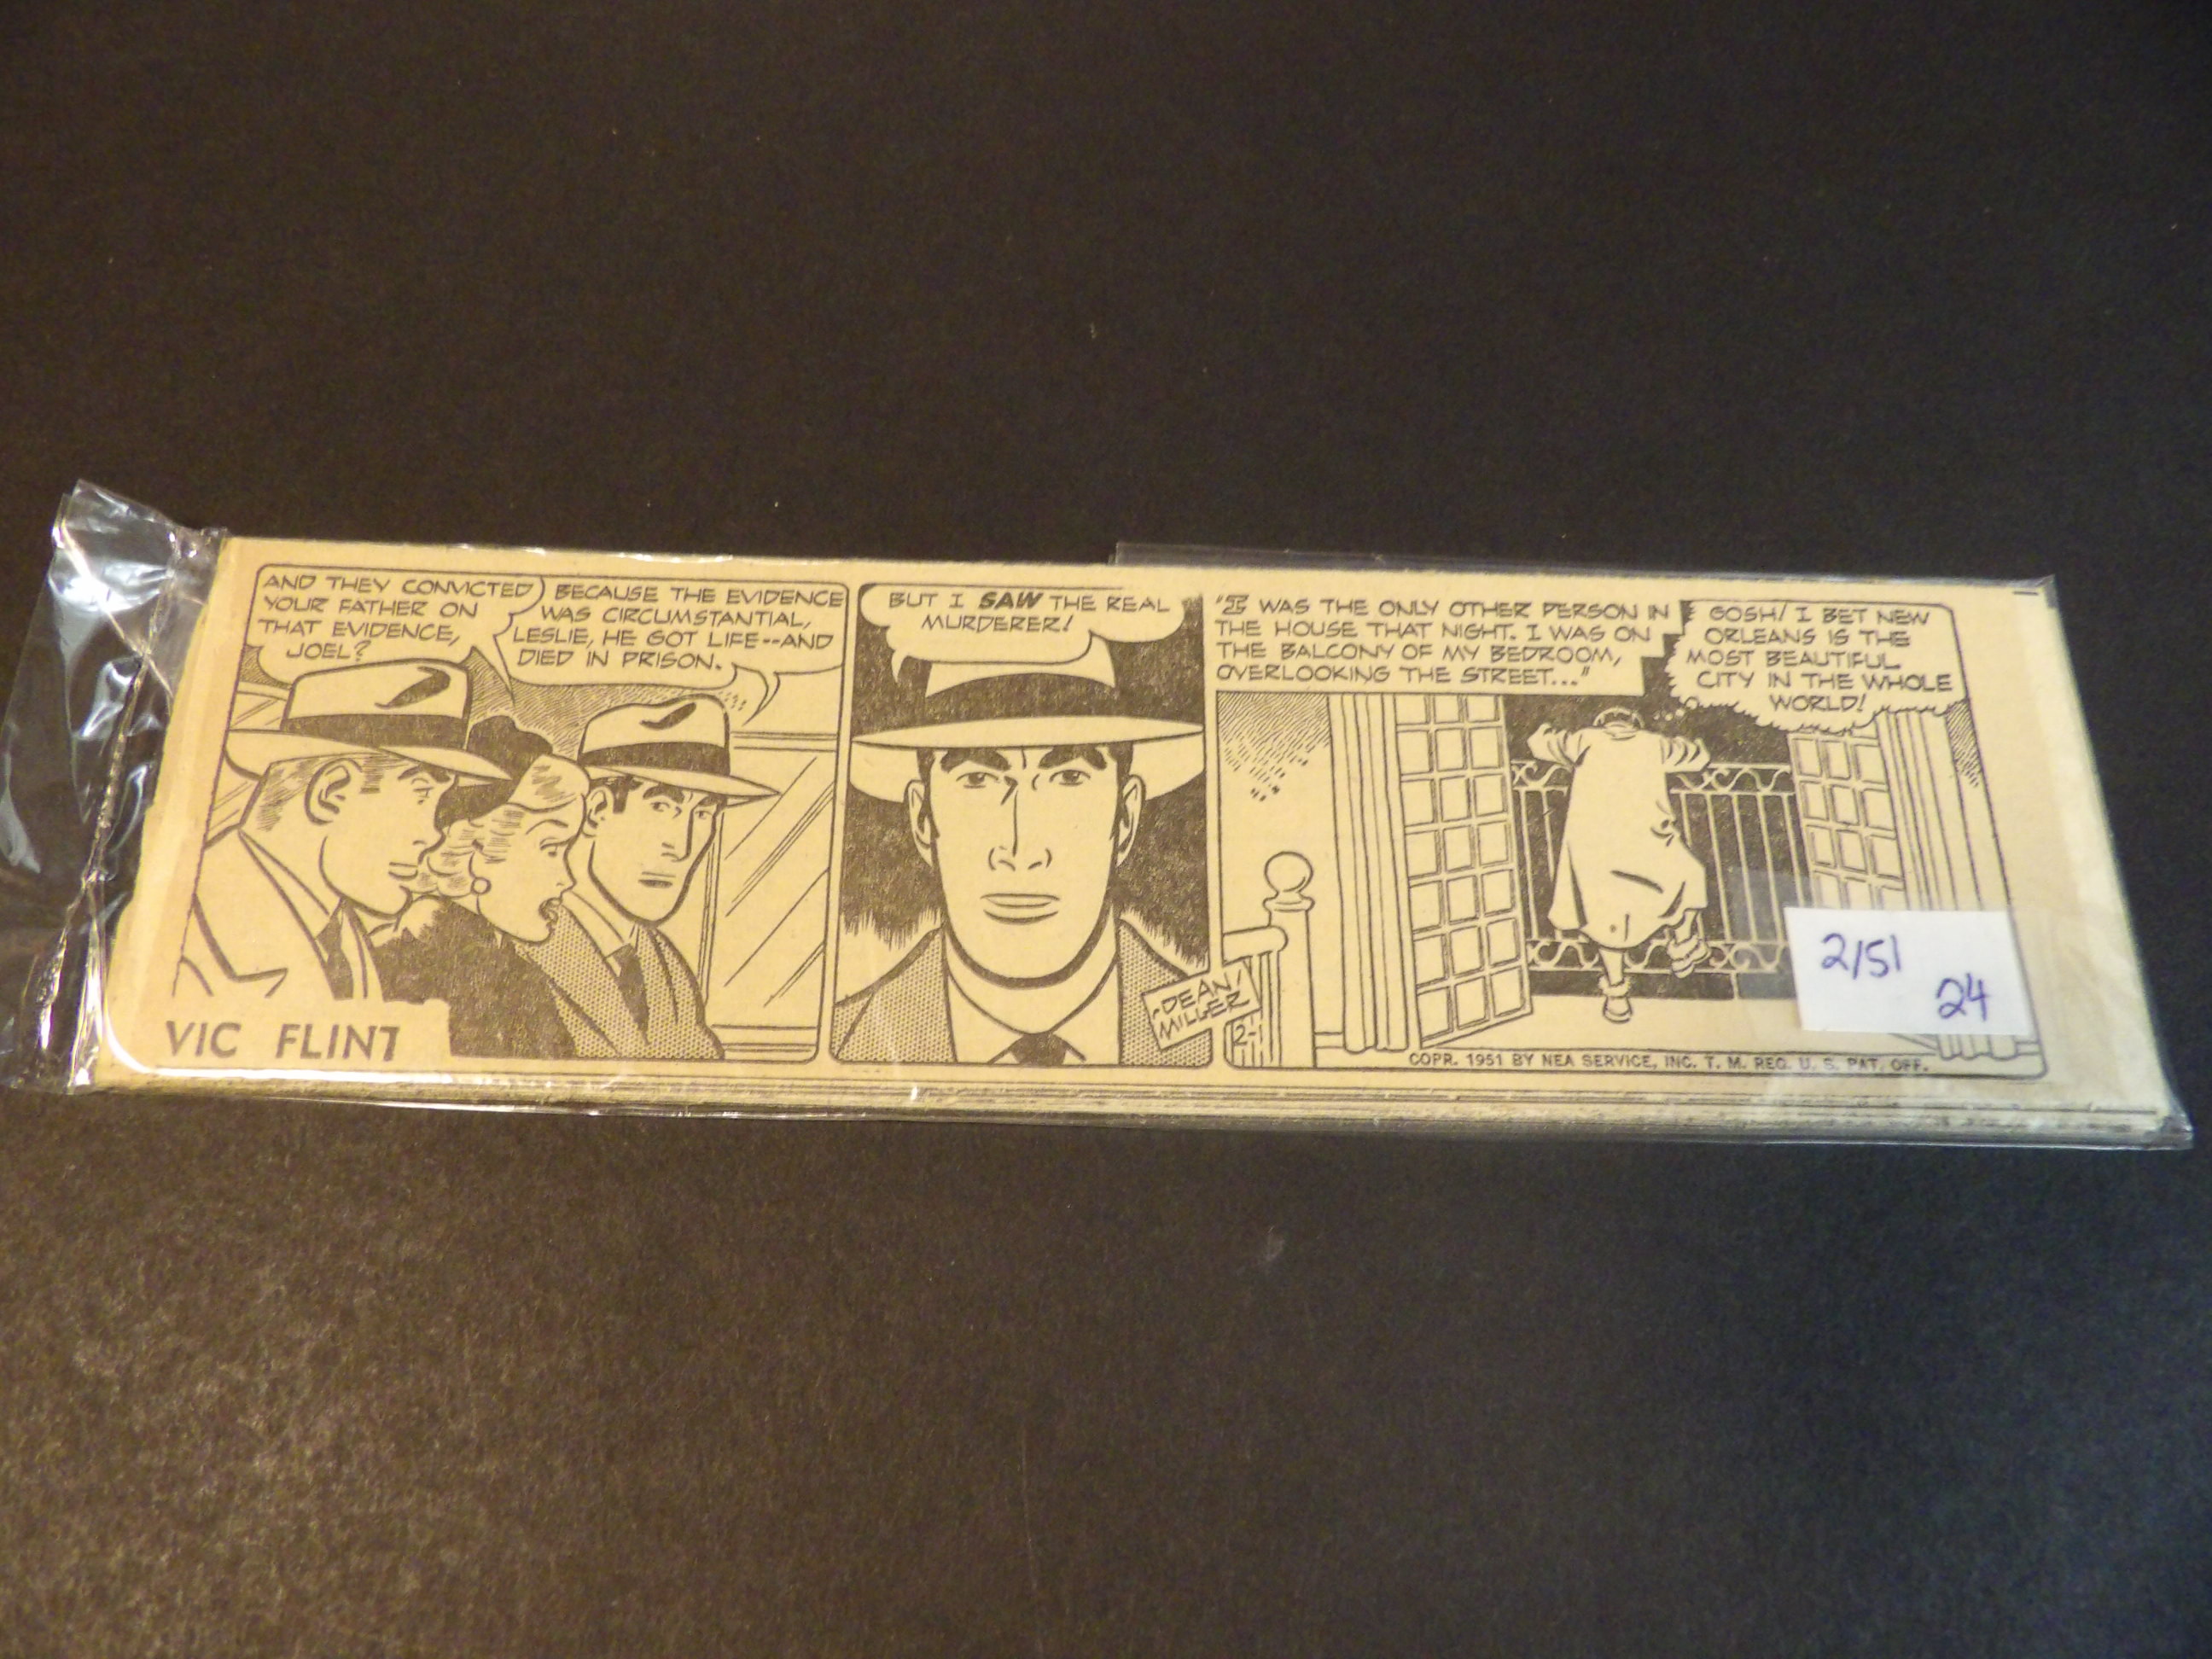 AND THEY CONVICTED
YOUR FATHER ON
THAT EVIDENCE,
JOEL?
BECAUSE THE EVIDENCE
WAS CIRCUMSTANTIAL,
LESLIE, HE GOT LIFE--AND
DIED IN PRISON.
VIC FLINT
BUT I SAW THE REAL
MURDERER!
DEAN
MILLER
"I WAS THE ONLY OTHER PERSON IN
THE HOUSE THAT NIGHT. I WAS ON
THE BALCONY OF MY BEDROOM,
OVERLOOKING THE STREET..."
GOSH! I BET NEW
ORLEANS IS THE
MOST BEAUTIFUL
CITY IN THE WHOLE
WORLD!
2-1
COPR. 1951 BY NEA SERVICE, INC. T. M. REG. U. S. PAT. OFF.
2/51
24